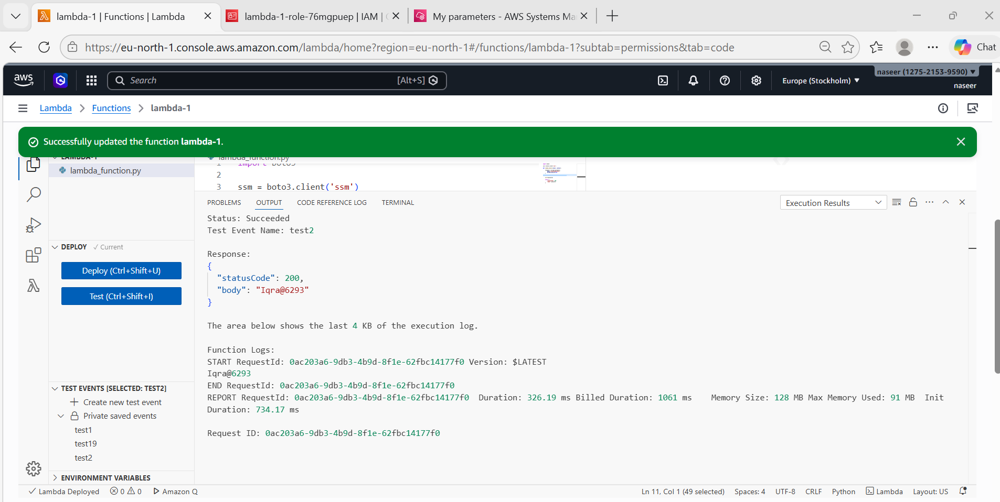 lambda-1 | Functions | Lambda
lambda-1-role-76mgpuep | IAM |
My parameters - AWS Systems Ma
https://eu-north-1.console.aws.amazon.com/lambda/home?region=eu-north-1#/functions/lambda-1?subtab=permissions&tab=code
Chat
aws
Search
[Alt+S]
Europe (Stockholm)
naseer (1275-2153-9590)
naseer
Lambda
Functions
lambda-1
Successfully updated the function lambda-1.
LAMBDA-1
lambda_function.py
lambda_function.py
1 import boto3
2
3 ssm = boto3.client('ssm')
PROBLEMS
OUTPUT
CODE REFERENCE LOG
TERMINAL
Execution Results
Status: Succeeded
Test Event Name: test2
Response:
{
"statusCode": 200,
"body": "Iqra@6293"
}
The area below shows the last 4 KB of the execution log.
Function Logs:
START RequestId: 0ac203a6-9db3-4b9d-8f1e-62fbc14177f0 Version: $LATEST
Iqra@6293
END RequestId: 0ac203a6-9db3-4b9d-8f1e-62fbc14177f0
REPORT RequestId: 0ac203a6-9db3-4b9d-8f1e-62fbc14177f0 Duration: 326.19 ms Billed Duration: 1061 ms Memory Size: 128 MB Max Memory Used: 91 MB Init
Duration: 734.17 ms
Request ID: 0ac203a6-9db3-4b9d-8f1e-62fbc14177f0
DEPLOY
Current
Deploy (Ctrl+Shift+U)
Test (Ctrl+Shift+I)
TEST EVENTS [SELECTED: TEST2]
Create new test event
Private saved events
test1
test19
test2
ENVIRONMENT VARIABLES
Lambda Deployed
0
0
Amazon Q
Ln 11, Col 1 (49 selected)
Spaces: 4
UTF-8
CRLF
Python
Lambda
Layout: US